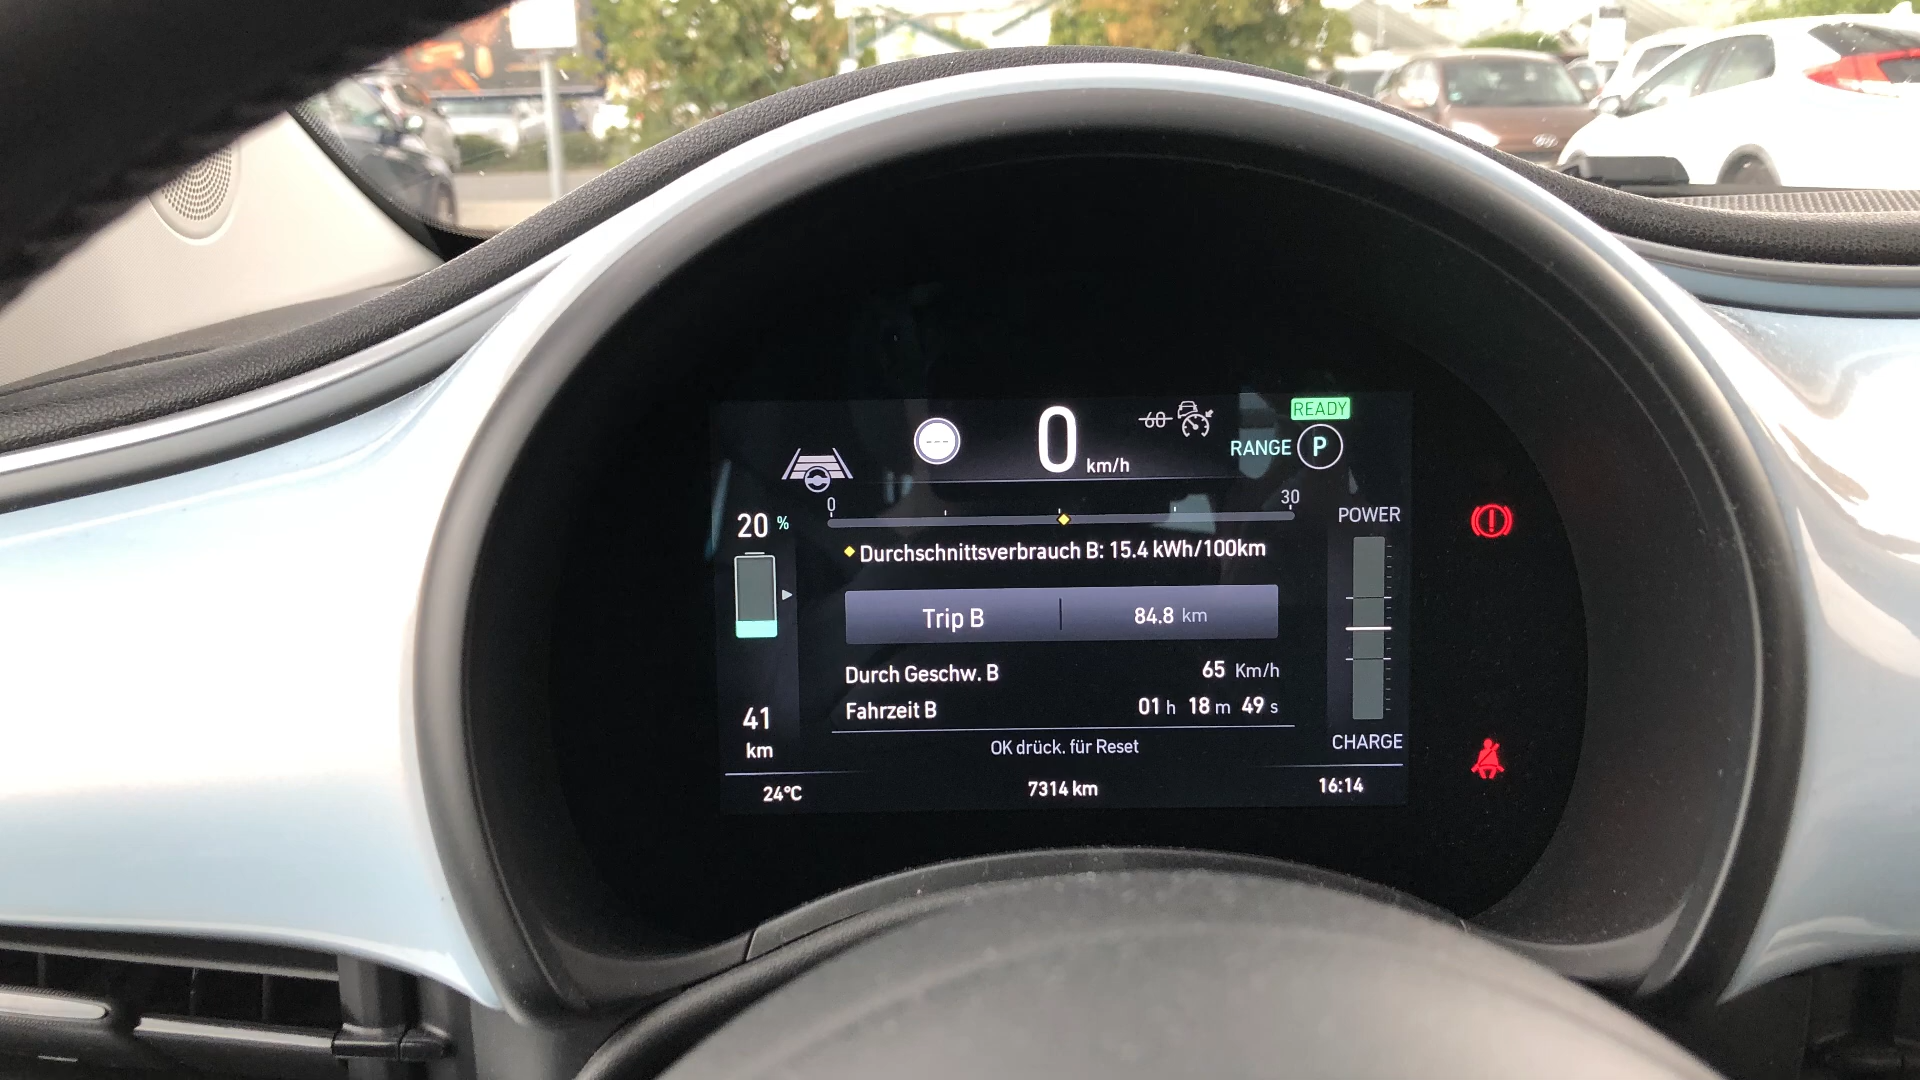 READY
60
0 km/h
RANGE P
0 30
20 %
POWER
Durchschnittsverbrauch B: 15.4 kWh/100km
Trip B 84.8 km
Durch Geschw. B 65 Km/h
Fahrzeit B 01 h 18 m 49 s
41
km
OK drück. für Reset
CHARGE
24°C 7314 km 16:14